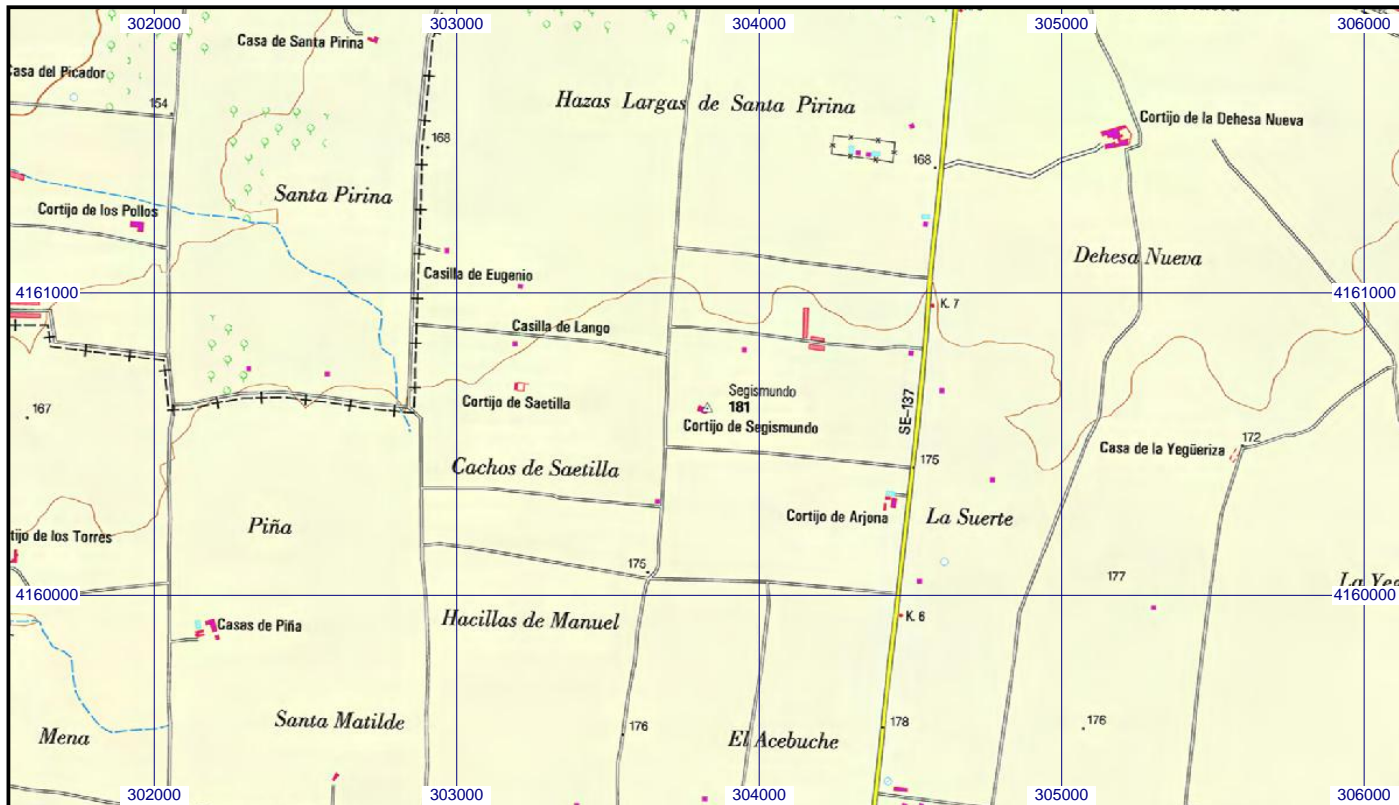 302000
303000
304000
305000
306000
Casa de Santa Pirina
Casa del Picador
154
Hazas Largas de Santa Pirina
Cortijo de la Dehesa Nueva
168
168
Santa Pirina
Cortijo de los Pollos
Dehesa Nueva
Casilla de Eugenio
4161000
4161000
K. 7
Casilla de Lango
Segismundo
181
Cortijo de Saetilla
167
SE-137
Cortijo de Segismundo
172
Casa de la Yegüeriza
Cachos de Saetilla
175
Cortijo de Arjona
La Suerte
Piña
tijo de los Torres
175
177
La Yeg
4160000
4160000
Hacillas de Manuel
K. 6
Casas de Piña
Santa Matilde
176
178
176
Mena
El Acebuche
302000
303000
304000
305000
306000